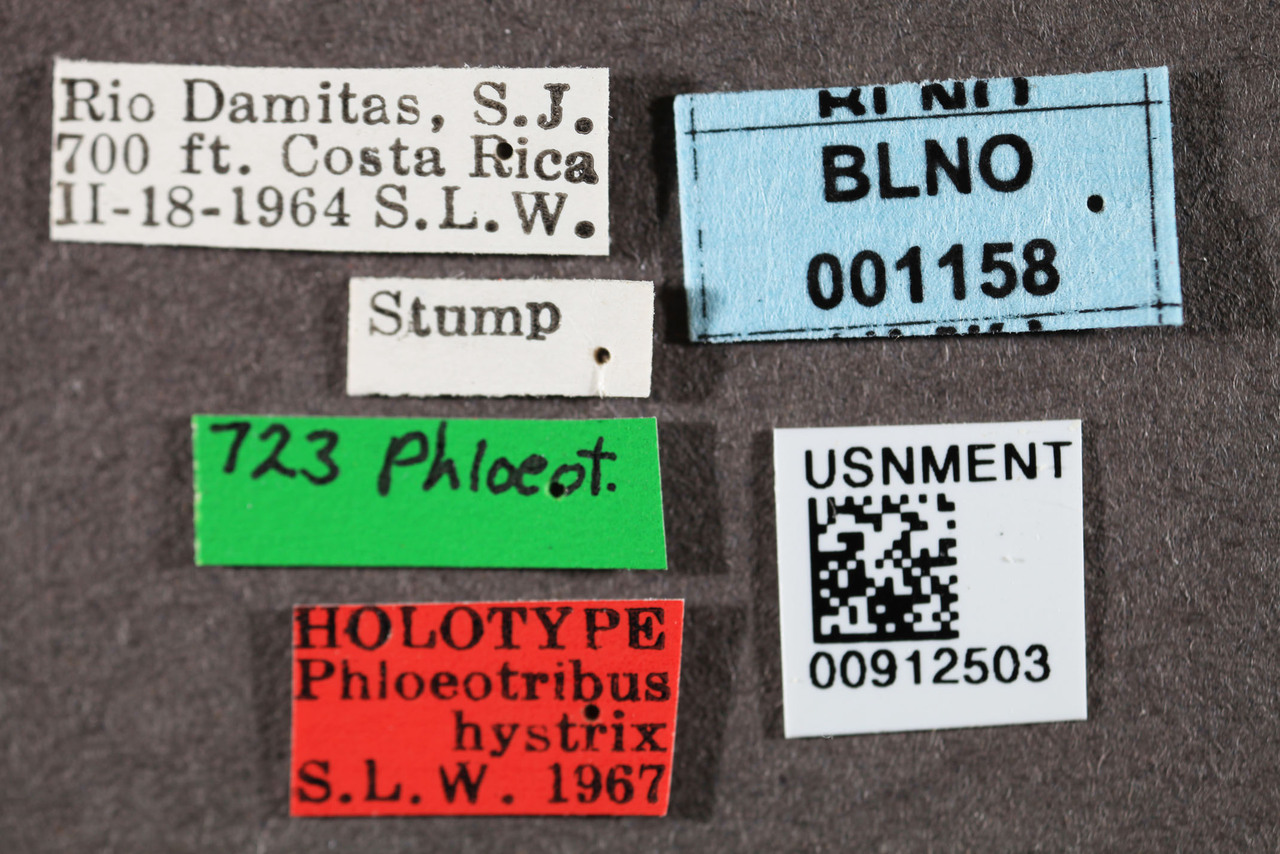 Rio Damitas, S.J.
700 ft. Costa Rica
II-18-1964 S.L.W.
Stump
723 Phloeot.
HOLOTYPE
Phloeotribus
hystrix
S.L.W. 1967
BLNO
001158
USNMENT
00912503